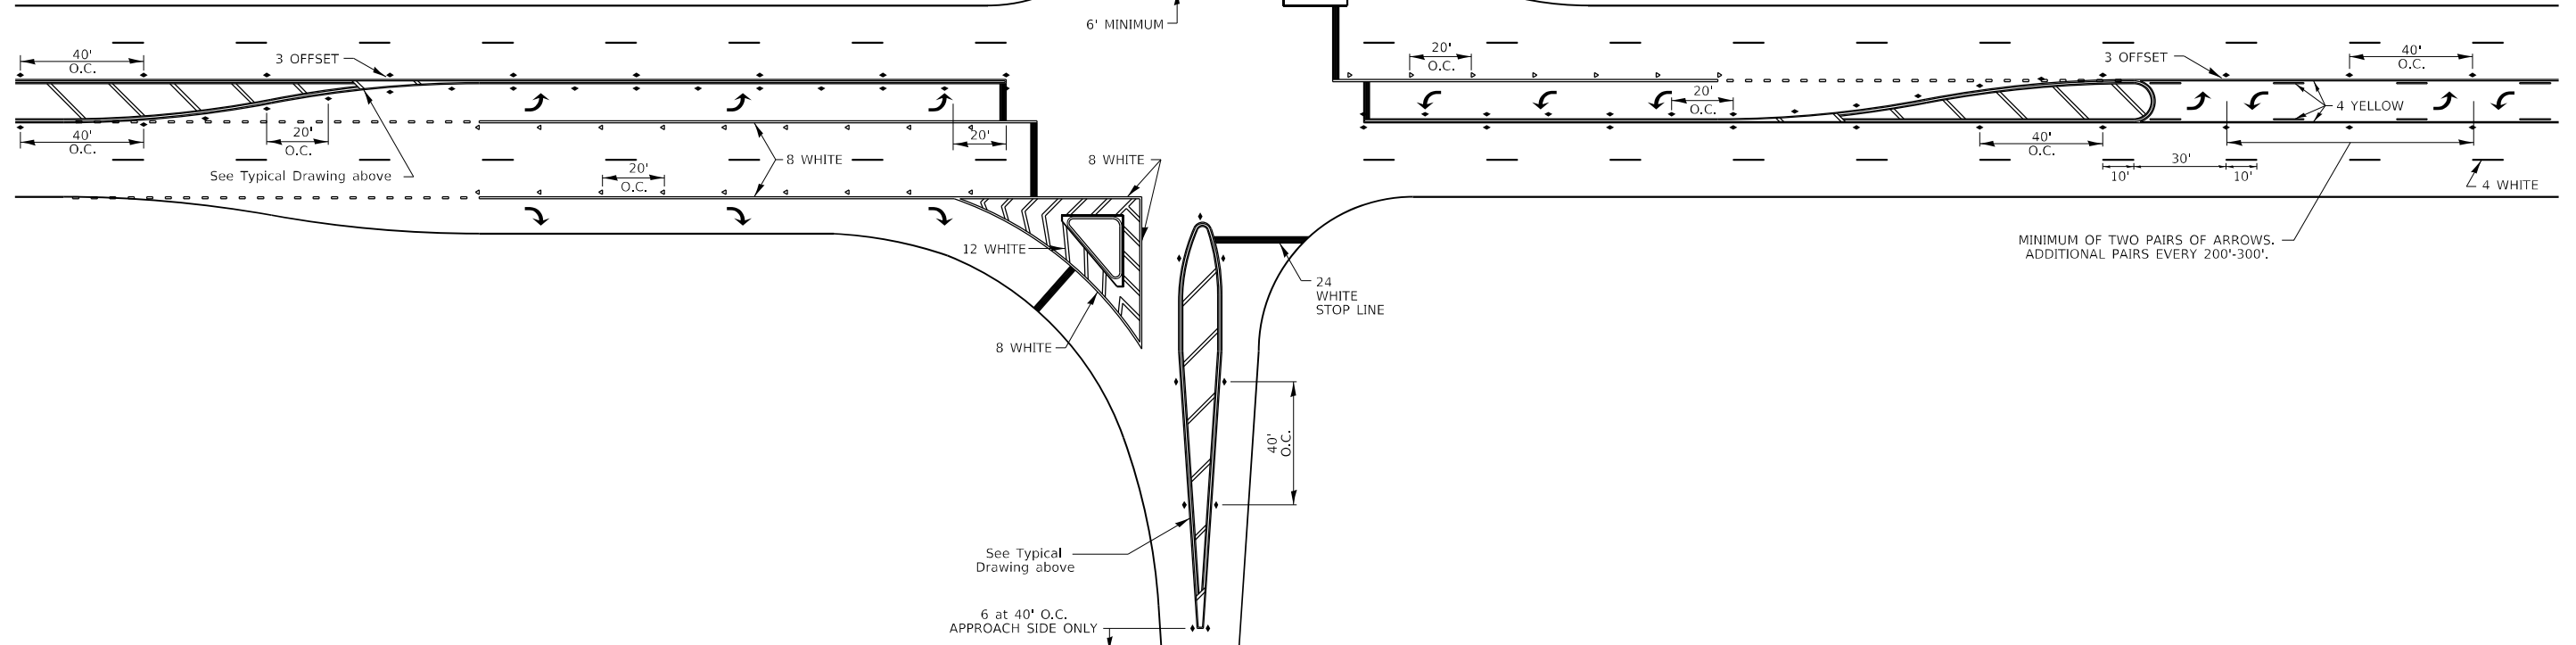 6' MINIMUM
40'
O.C.
3 OFFSET
20'
O.C.
3 OFFSET
40'
O.C.
20'
O.C.
4 YELLOW
40'
O.C.
20'
O.C.
20'
40'
O.C.
8 WHITE
8 WHITE
30'
10'
10'
See Typical Drawing above
20'
O.C.
4 WHITE
12 WHITE
MINIMUM OF TWO PAIRS OF ARROWS.
ADDITIONAL PAIRS EVERY 200'-300'.
24
WHITE
STOP LINE
8 WHITE
40'
O.C.
See Typical
Drawing above
6 at 40' O.C.
APPROACH SIDE ONLY